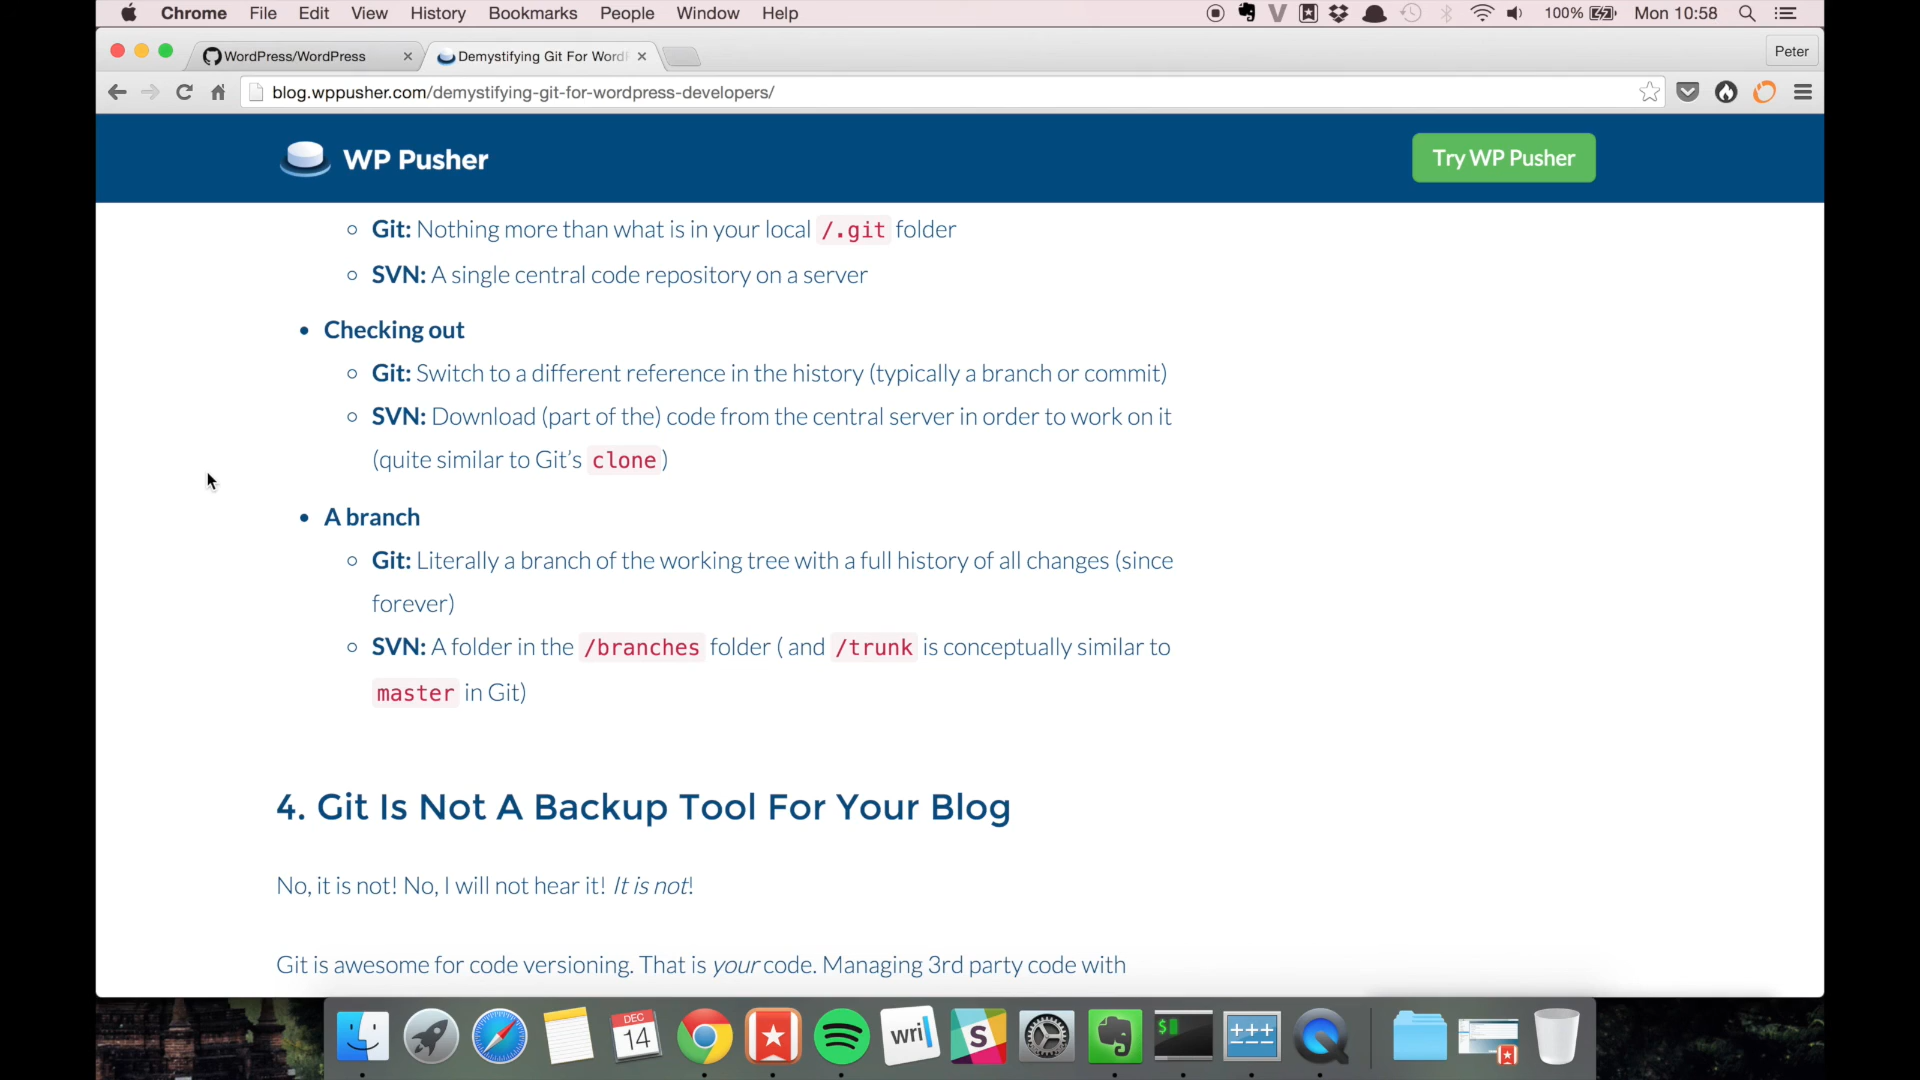 Chrome File Edit View History Bookmarks People Window Help 100% Mon 10:58
WordPress/WordPress Demystifying Git For Word Peter
blog.wppusher.com/demystifying-git-for-wordpress-developers/
WP Pusher Try WP Pusher
Git: Nothing more than what is in your local /.git folder
SVN: A single central code repository on a server
Checking out
Git: Switch to a different reference in the history (typically a branch or commit)
SVN: Download (part of the) code from the central server in order to work on it
(quite similar to Git’s clone )
A branch
Git: Literally a branch of the working tree with a full history of all changes (since
forever)
SVN: A folder in the /branches folder ( and /trunk is conceptually similar to
master in Git)
4. Git Is Not A Backup Tool For Your Blog
No, it is not! No, I will not hear it! It is not!
Git is awesome for code versioning. That is your code. Managing 3rd party code with
DEC
14
wri
S
$